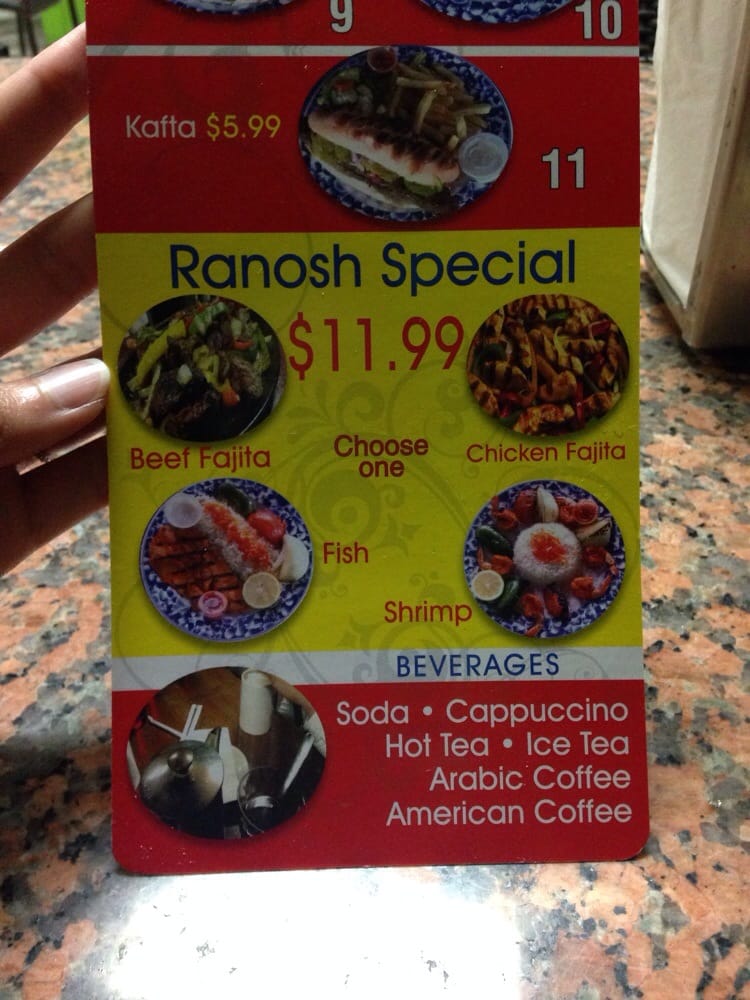 9
10
Kafta $5.99
11
Ranosh Special
$11.99
Beef Fajita
Choose
one
Chicken Fajita
Fish
Shrimp
BEVERAGES
Soda • Cappuccino
Hot Tea • Ice Tea
Arabic Coffee
American Coffee